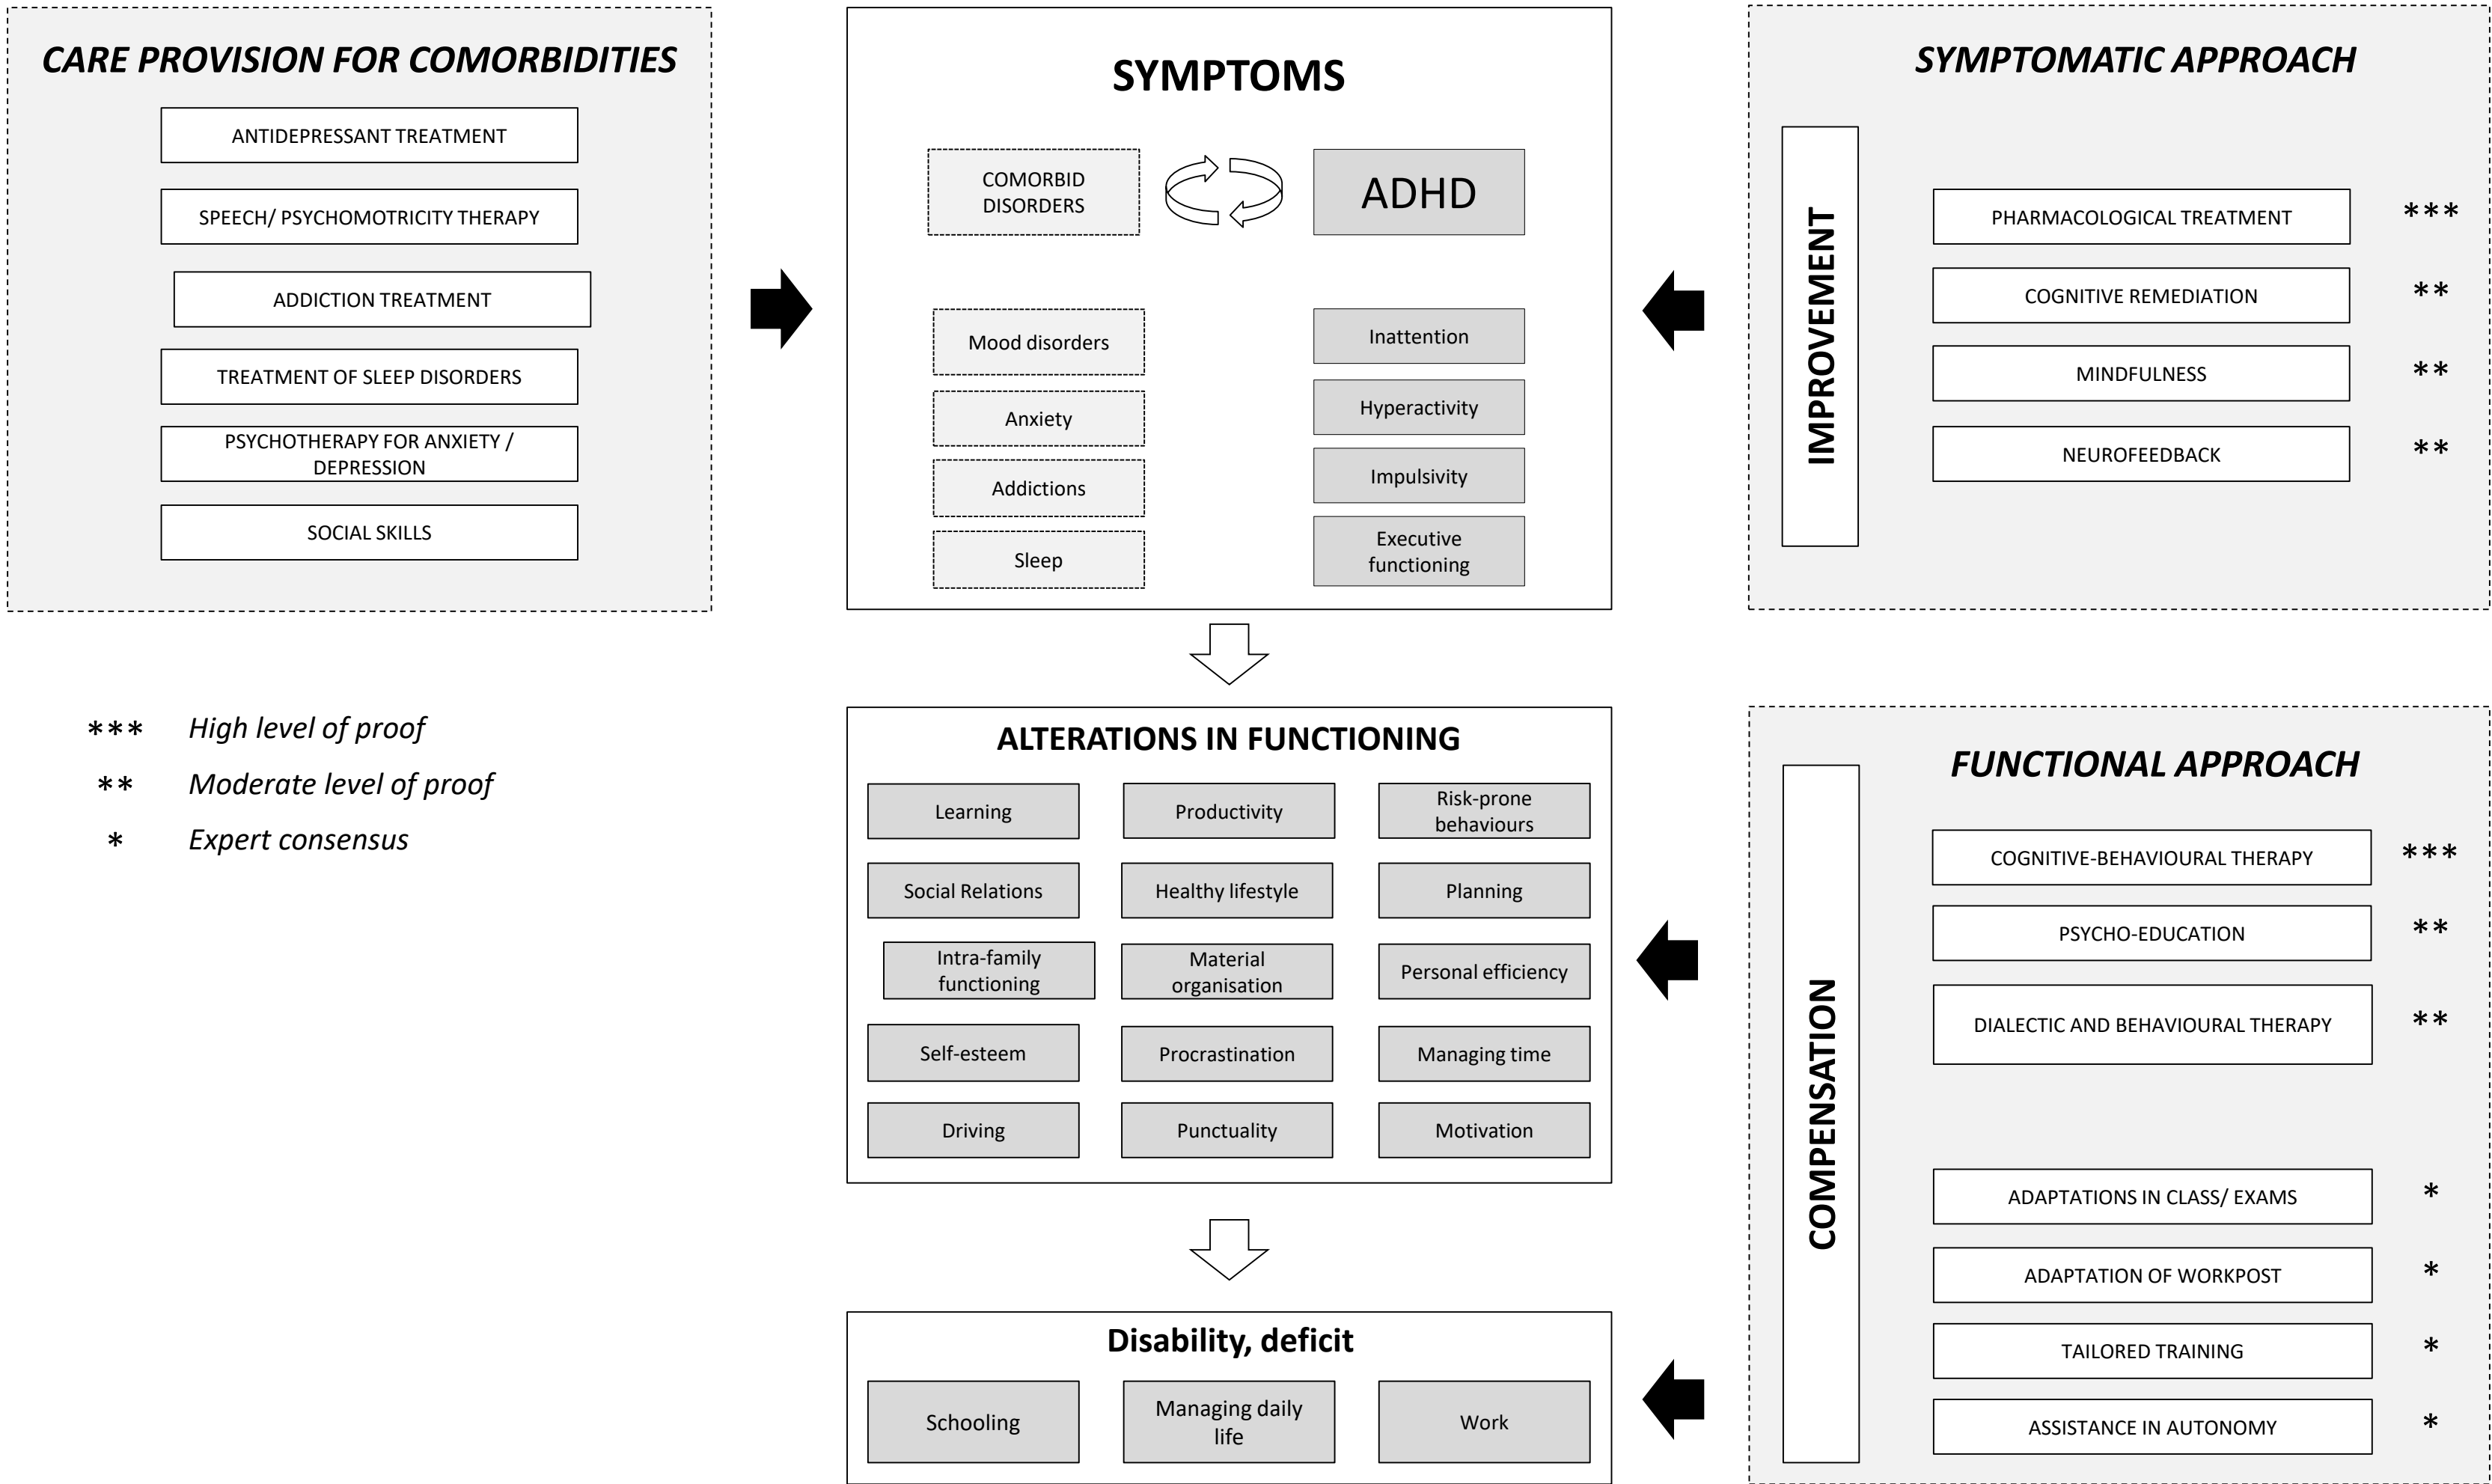 CARE PROVISION FOR COMORBIDITIES
ANTIDEPRESSANT TREATMENT
SPEECH/ PSYCHOMOTRICITY THERAPY
ADDICTION TREATMENT
TREATMENT OF SLEEP DISORDERS
PSYCHOTHERAPY FOR ANXIETY /
DEPRESSION
SOCIAL SKILLS
SYMPTOMS
COMORBID
DISORDERS
ADHD
Mood disorders
Anxiety
Addictions
Sleep
Inattention
Hyperactivity
Impulsivity
Executive
functioning
SYMPTOMATIC APPROACH
IMPROVEMENT
PHARMACOLOGICAL TREATMENT ***
COGNITIVE REMEDIATION **
MINDFULNESS **
NEUROFEEDBACK **
*** High level of proof
** Moderate level of proof
* Expert consensus
ALTERATIONS IN FUNCTIONING
Learning
Productivity
Risk-prone
behaviours
Social Relations
Healthy lifestyle
Planning
Intra-family
functioning
Material
organisation
Personal efficiency
Self-esteem
Procrastination
Managing time
Driving
Punctuality
Motivation
Disability, deficit
Schooling
Managing daily
life
Work
FUNCTIONAL APPROACH
COMPENSATION
COGNITIVE-BEHAVIOURAL THERAPY ***
PSYCHO-EDUCATION **
DIALECTIC AND BEHAVIOURAL THERAPY **
ADAPTATIONS IN CLASS/ EXAMS *
ADAPTATION OF WORKPOST *
TAILORED TRAINING *
ASSISTANCE IN AUTONOMY *